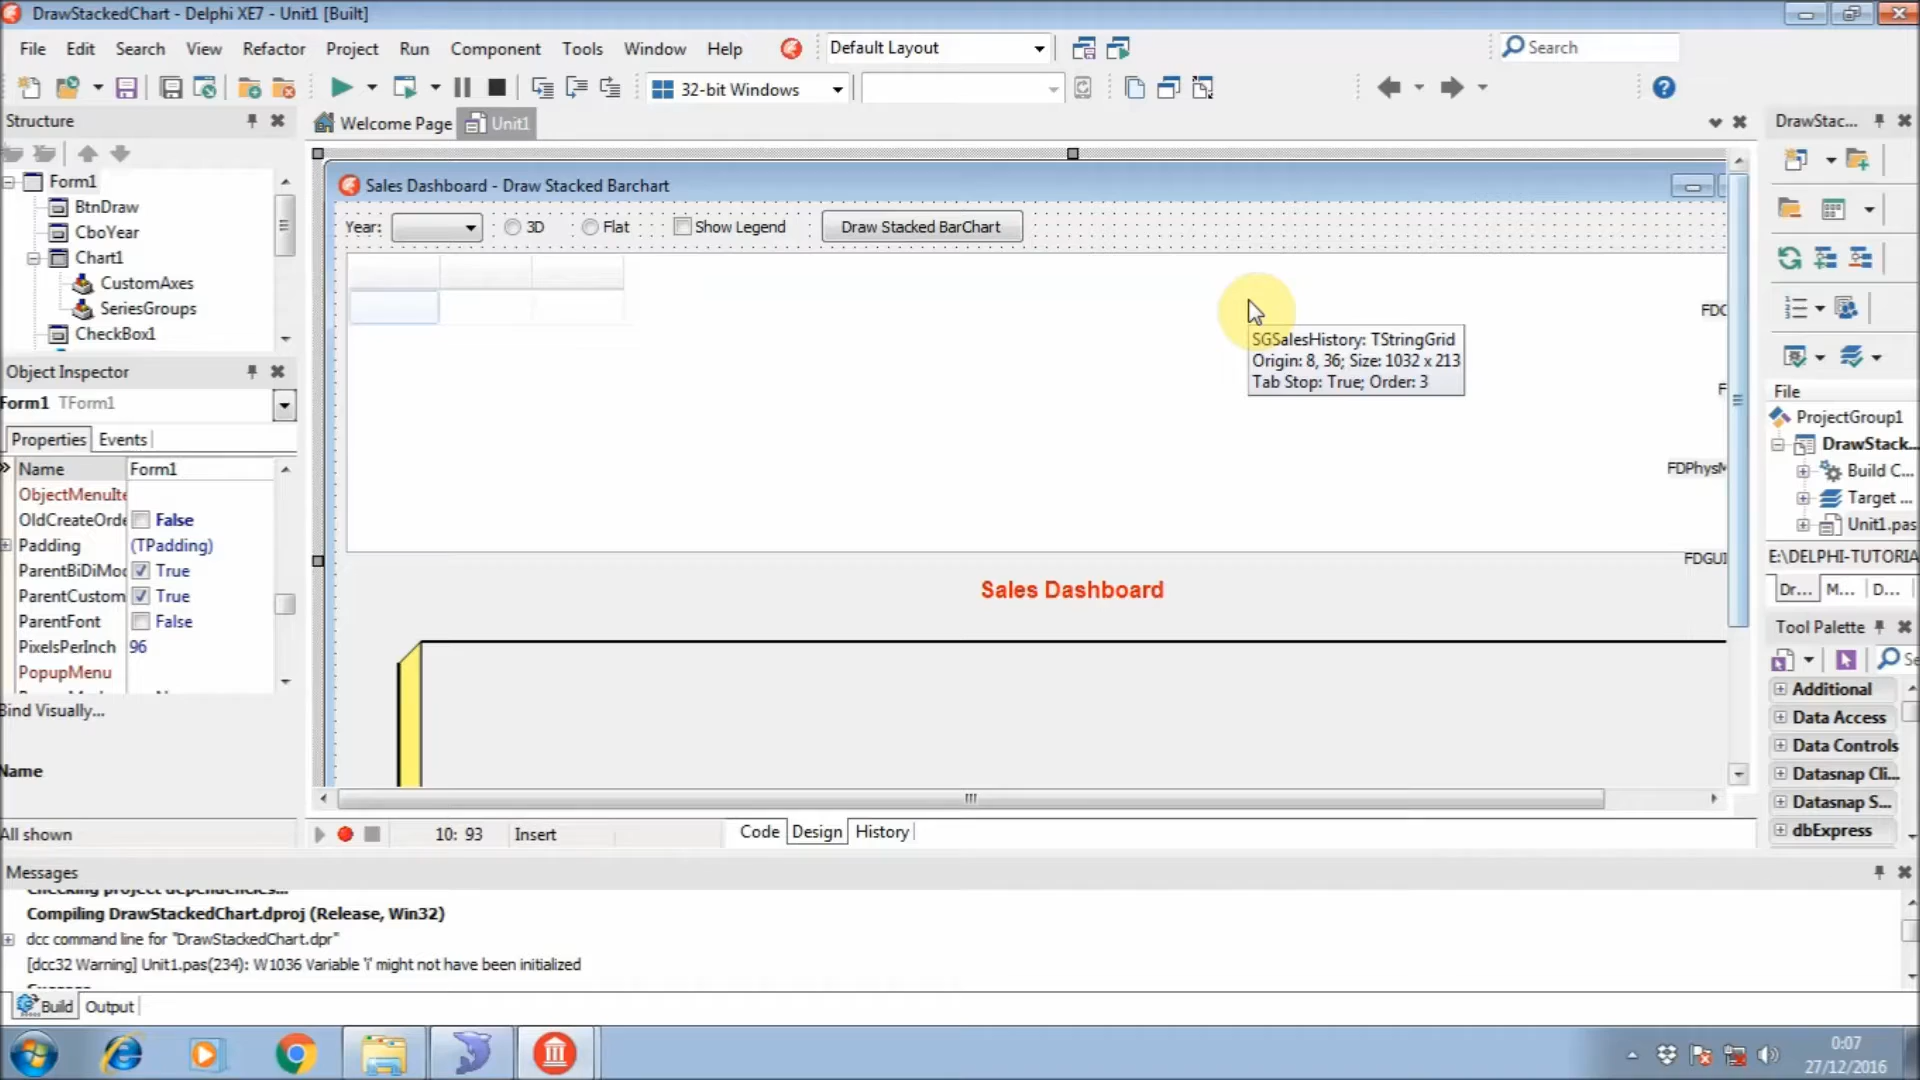 DrawStackedChart - Delphi XE7 - Unit1 [Built]
File Edit Search View Refactor Project Run Component Tools Window Help
Default Layout
Search
32-bit Windows
Structure
Welcome Page
Unit1
DrawStac...
Form1
BtnDraw
CboYear
Chart1
CustomAxes
SeriesGroups
CheckBox1
Sales Dashboard - Draw Stacked Barchart
Year:
3D
Flat
Show Legend
Draw Stacked BarChart
FDC
SGSalesHistory: TStringGrid
Origin: 8, 36; Size: 1032 x 213
Tab Stop: True; Order: 3
F
FDPhysM
FDGUI
Sales Dashboard
Object Inspector
Form1 TForm1
Properties Events
Name Form1
ObjectMenuIte
OldCreateOrde False
Padding (TPadding)
ParentBiDiMod True
ParentCustom True
ParentFont False
PixelsPerInch 96
PopupMenu
Bind Visually...
Name
All shown
10: 93 Insert
Code Design History
File
ProjectGroup1
DrawStack...
Build C...
Target ...
Unit1.pas
E:\DELPHI-TUTORIA
Dr... M... D...
Tool Palette
Se
Additional
Data Access
Data Controls
Datasnap Cli...
Datasnap S...
dbExpress
Messages
Checking project dependencies...
Compiling DrawStackedChart.dproj (Release, Win32)
dcc command line for "DrawStackedChart.dpr"
[dcc32 Warning] Unit1.pas(234): W1036 Variable 'i' might not have been initialized
Build Output
0:07
27/12/2016